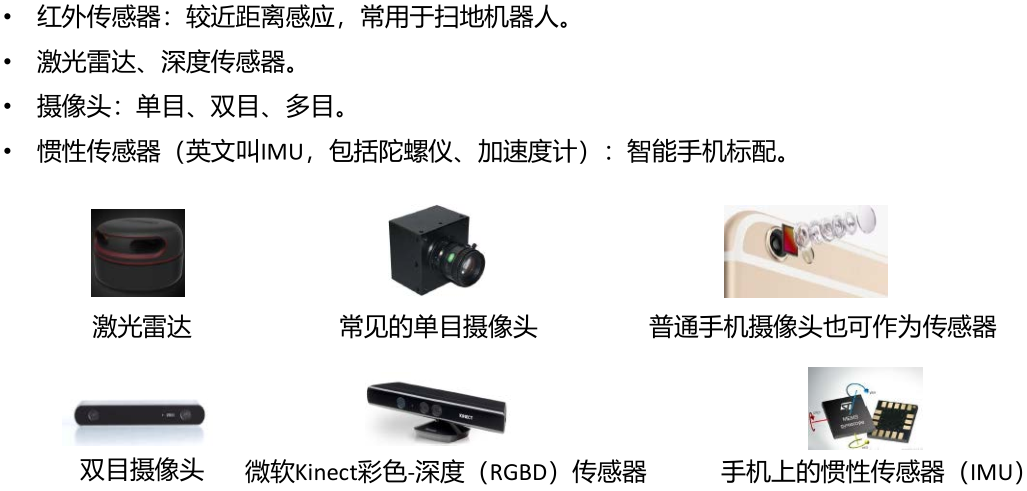 • 红外传感器：较近距离感应，常用于扫地机器人。
• 激光雷达、深度传感器。
• 摄像头：单目、双目、多目。
• 惯性传感器（英文叫IMU，包括陀螺仪、加速度计）：智能手机标配。
激光雷达
常见的单目摄像头
普通手机摄像头也可作为传感器
KINECT
双目摄像头
微软Kinect彩色-深度（RGBD）传感器
手机上的惯性传感器（IMU）